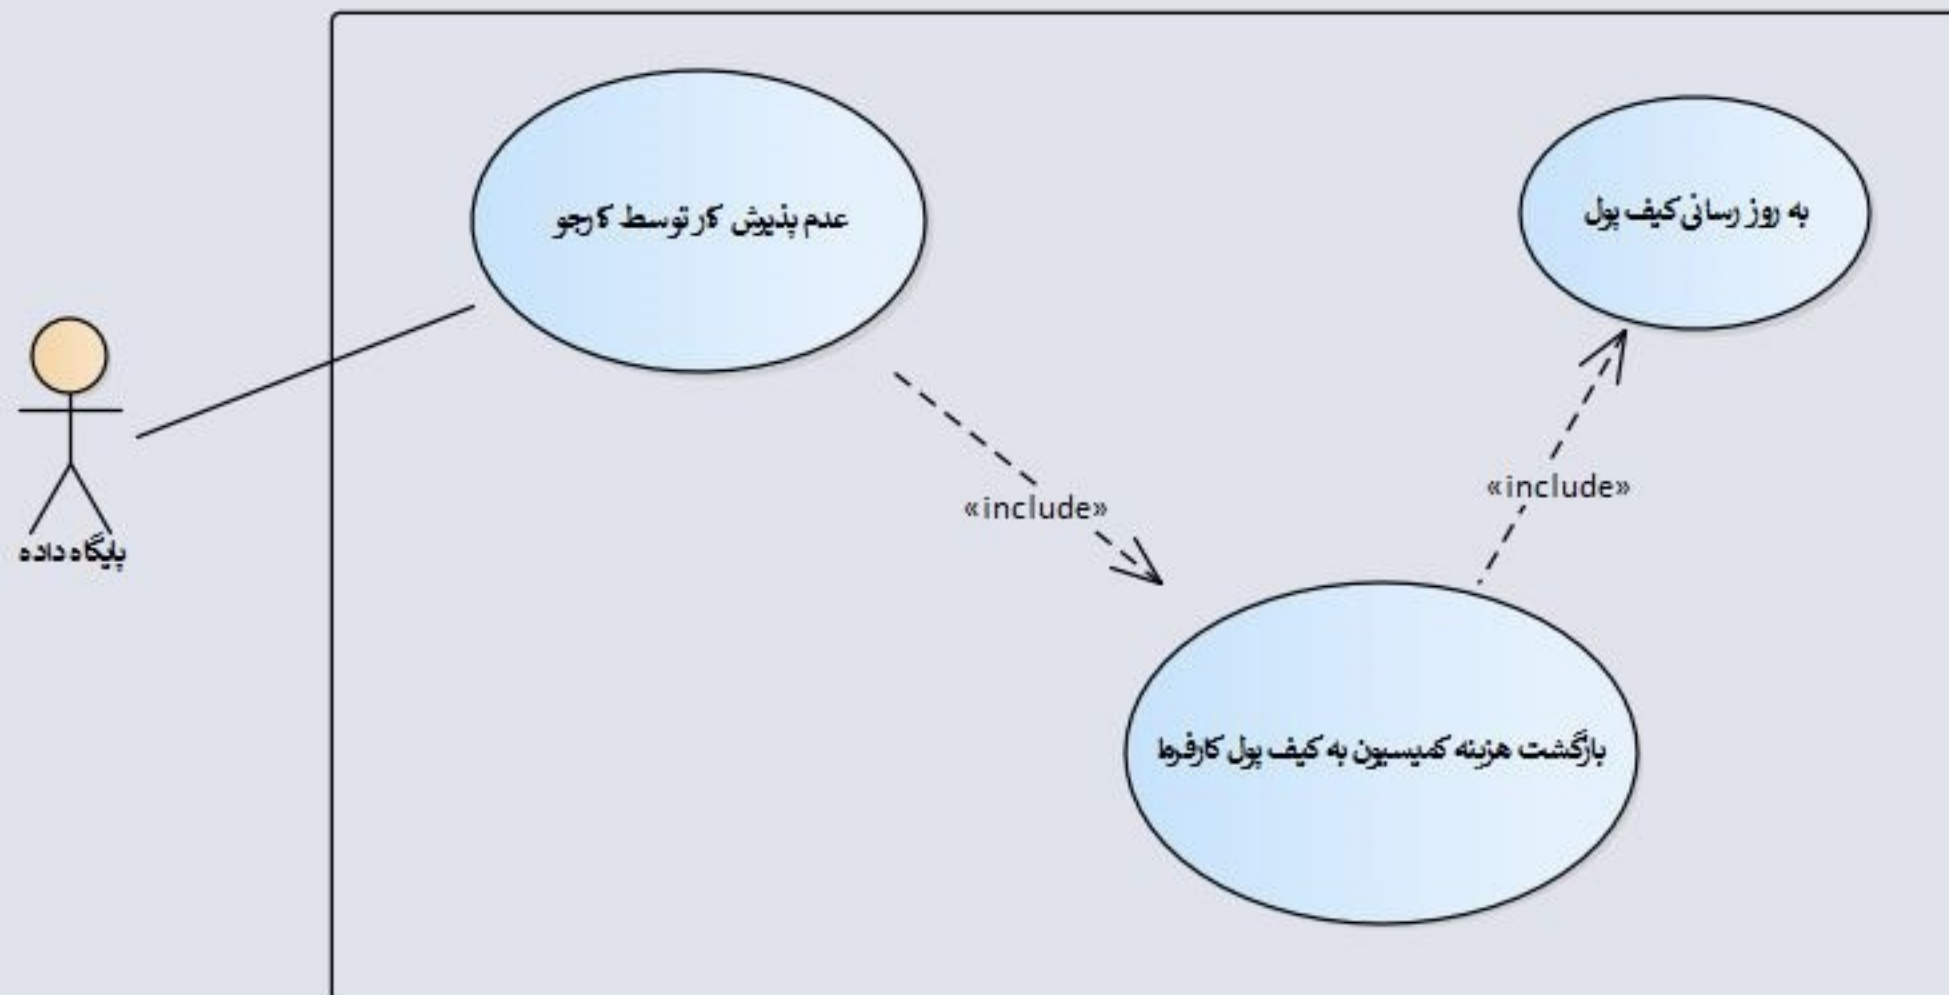 عدم پذیرش کار توسط کارجو
به روز رسانی کیف پول
پایگاه داده
«include»
«include»
بازگشت هزینه کمیسیون به کیف پول کارفرما